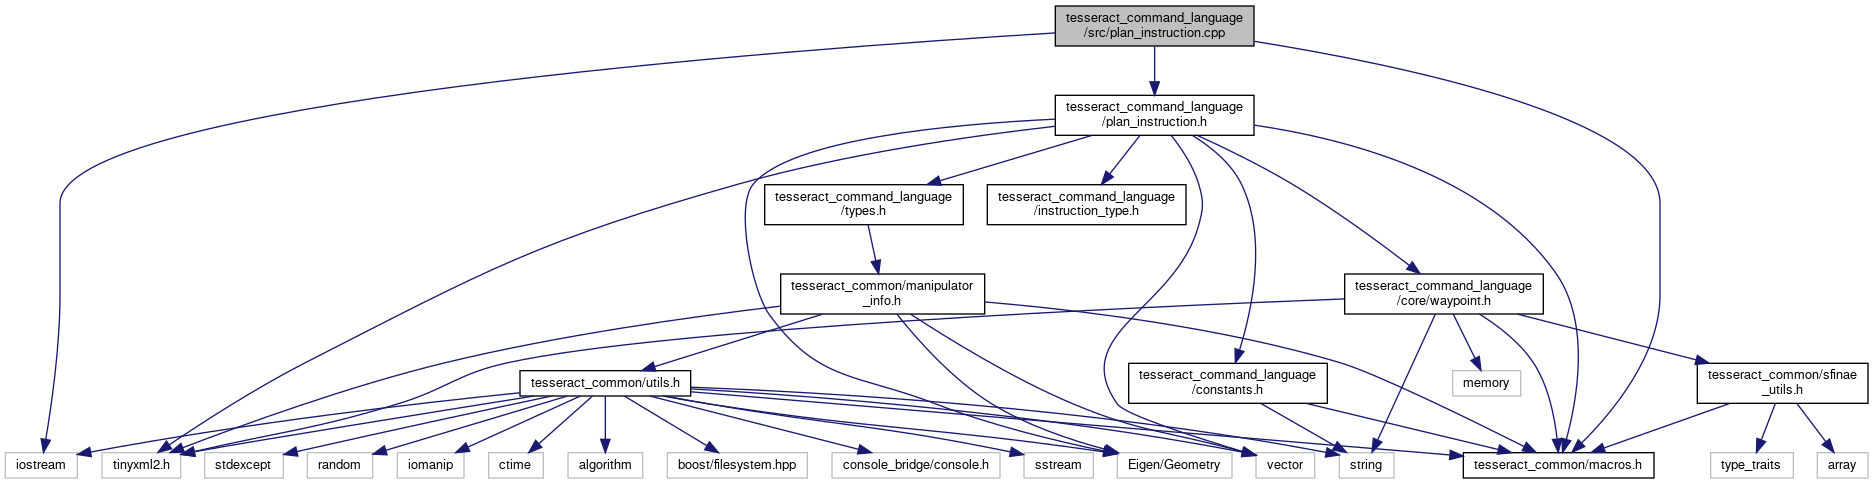 tesseract_command_language
/src/plan_instruction.cpp
tesseract_command_language
/plan_instruction.h
tesseract_command_language
/types.h
tesseract_command_language
/instruction_type.h
tesseract_common/manipulator
_info.h
tesseract_command_language
/core/waypoint.h
tesseract_common/utils.h
tesseract_command_language
/constants.h
memory
tesseract_common/sfinae
_utils.h
iostream
tinyxml2.h
stdexcept
random
iomanip
ctime
algorithm
boost/filesystem.hpp
console_bridge/console.h
sstream
Eigen/Geometry
vector
string
tesseract_common/macros.h
type_traits
array